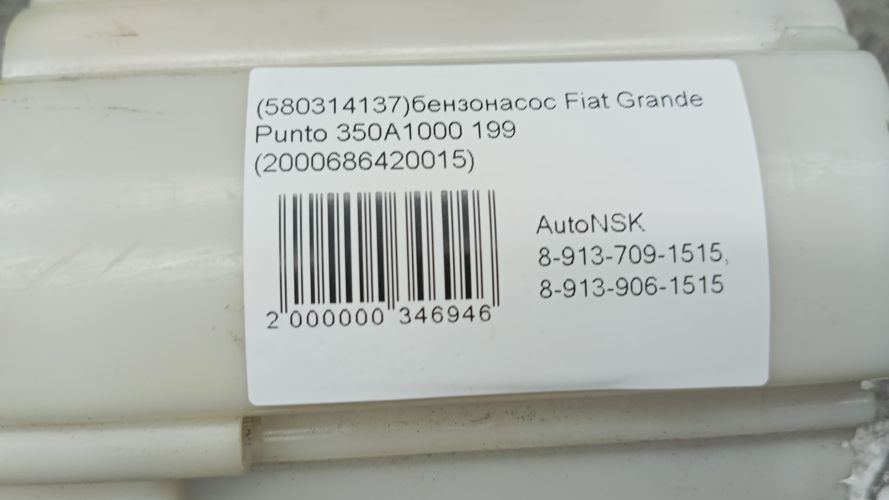 (580314137)бензонасос Fiat Grande
Punto 350A1000 199
(2000686420015)
AutoNSK
8-913-709-1515,
8-913-906-1515
2 000000 346946